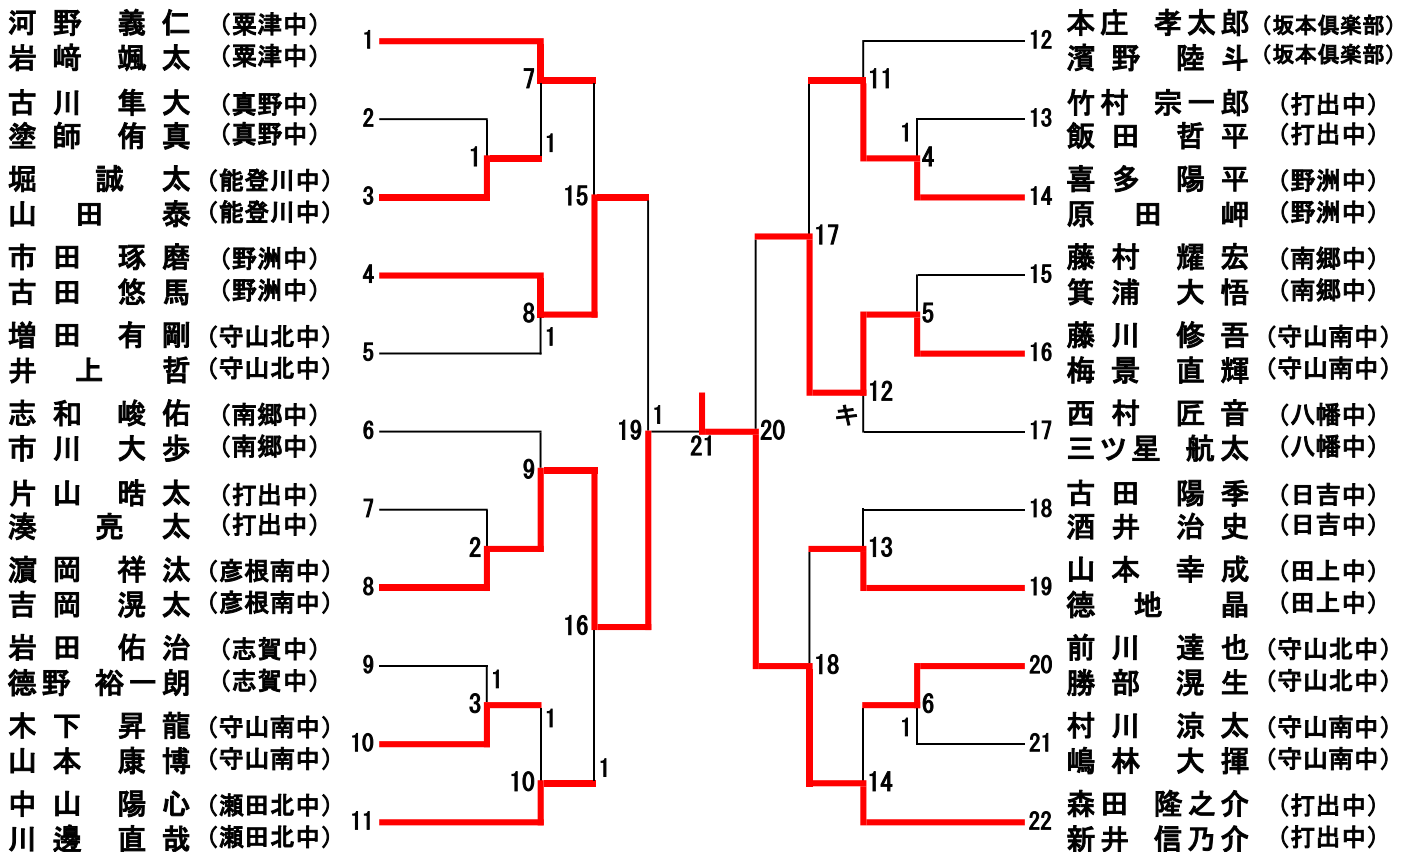 河野 義仁 (粟津中)
岩﨑 颯太 (粟津中)
1
古川 隼大 (真野中)
塗師 侑真 (真野中)
2
堀 誠太 (能登川中)
山田 泰 (能登川中)
3
市田 琢磨 (野洲中)
古田 悠馬 (野洲中)
4
増田 有剛 (守山北中)
井上 哲 (守山北中)
5
志和 峻佑 (南郷中)
市川 大歩 (南郷中)
6
片山 晧太 (打出中)
湊 亮太 (打出中)
7
濵岡 祥汰 (彦根南中)
吉岡 滉太 (彦根南中)
8
岩田 佑治 (志賀中)
德野 裕一朗 (志賀中)
9
木下 昇龍 (守山南中)
山本 康博 (守山南中)
10
中山 陽心 (瀬田北中)
川邊 直哉 (瀬田北中)
11
7
1
1
15
8
1
19
1
9
2
16
1
3
1
10
1
21
20
11
1
4
17
5
12
キ
13
18
6
1
14
12
本庄 孝太郎 (坂本倶楽部)
濱野 陸斗 (坂本倶楽部)
13
竹村 宗一郎 (打出中)
飯田 哲平 (打出中)
14
喜多 陽平 (野洲中)
原田 岬 (野洲中)
15
藤村 耀宏 (南郷中)
箕浦 大悟 (南郷中)
16
藤川 修吾 (守山南中)
梅景 直輝 (守山南中)
17
西村 匠音 (八幡中)
三ツ星 航太 (八幡中)
18
古田 陽季 (日吉中)
酒井 治史 (日吉中)
19
山本 幸成 (田上中)
德地 晶 (田上中)
20
前川 達也 (守山北中)
勝部 滉生 (守山北中)
21
村川 涼太 (守山南中)
嶋林 大揮 (守山南中)
22
森田 隆之介 (打出中)
新井 信乃介 (打出中)